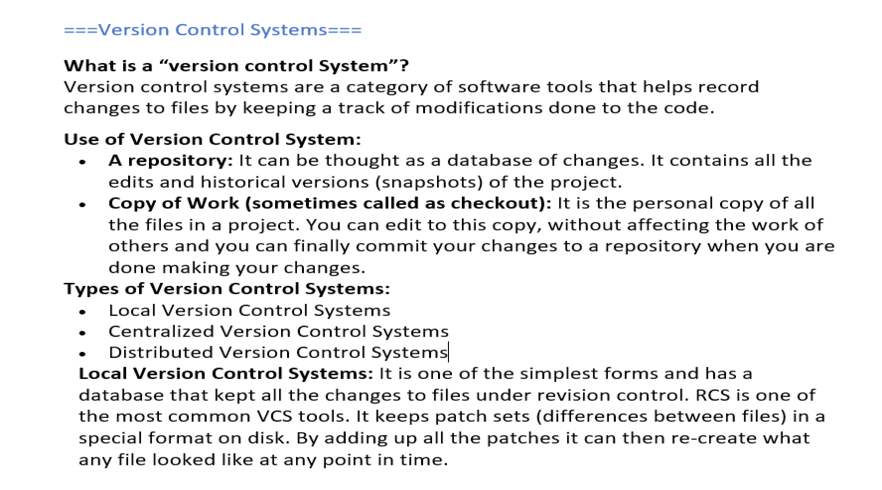 ===Version Control Systems===
What is a “version control System”?
Version control systems are a category of software tools that helps record
changes to files by keeping a track of modifications done to the code.
Use of Version Control System:
• A repository: It can be thought as a database of changes. It contains all the
edits and historical versions (snapshots) of the project.
• Copy of Work (sometimes called as checkout): It is the personal copy of all
the files in a project. You can edit to this copy, without affecting the work of
others and you can finally commit your changes to a repository when you are
done making your changes.
Types of Version Control Systems:
• Local Version Control Systems
• Centralized Version Control Systems
• Distributed Version Control Systems
Local Version Control Systems: It is one of the simplest forms and has a
database that kept all the changes to files under revision control. RCS is one of
the most common VCS tools. It keeps patch sets (differences between files) in a
special format on disk. By adding up all the patches it can then re-create what
any file looked like at any point in time.